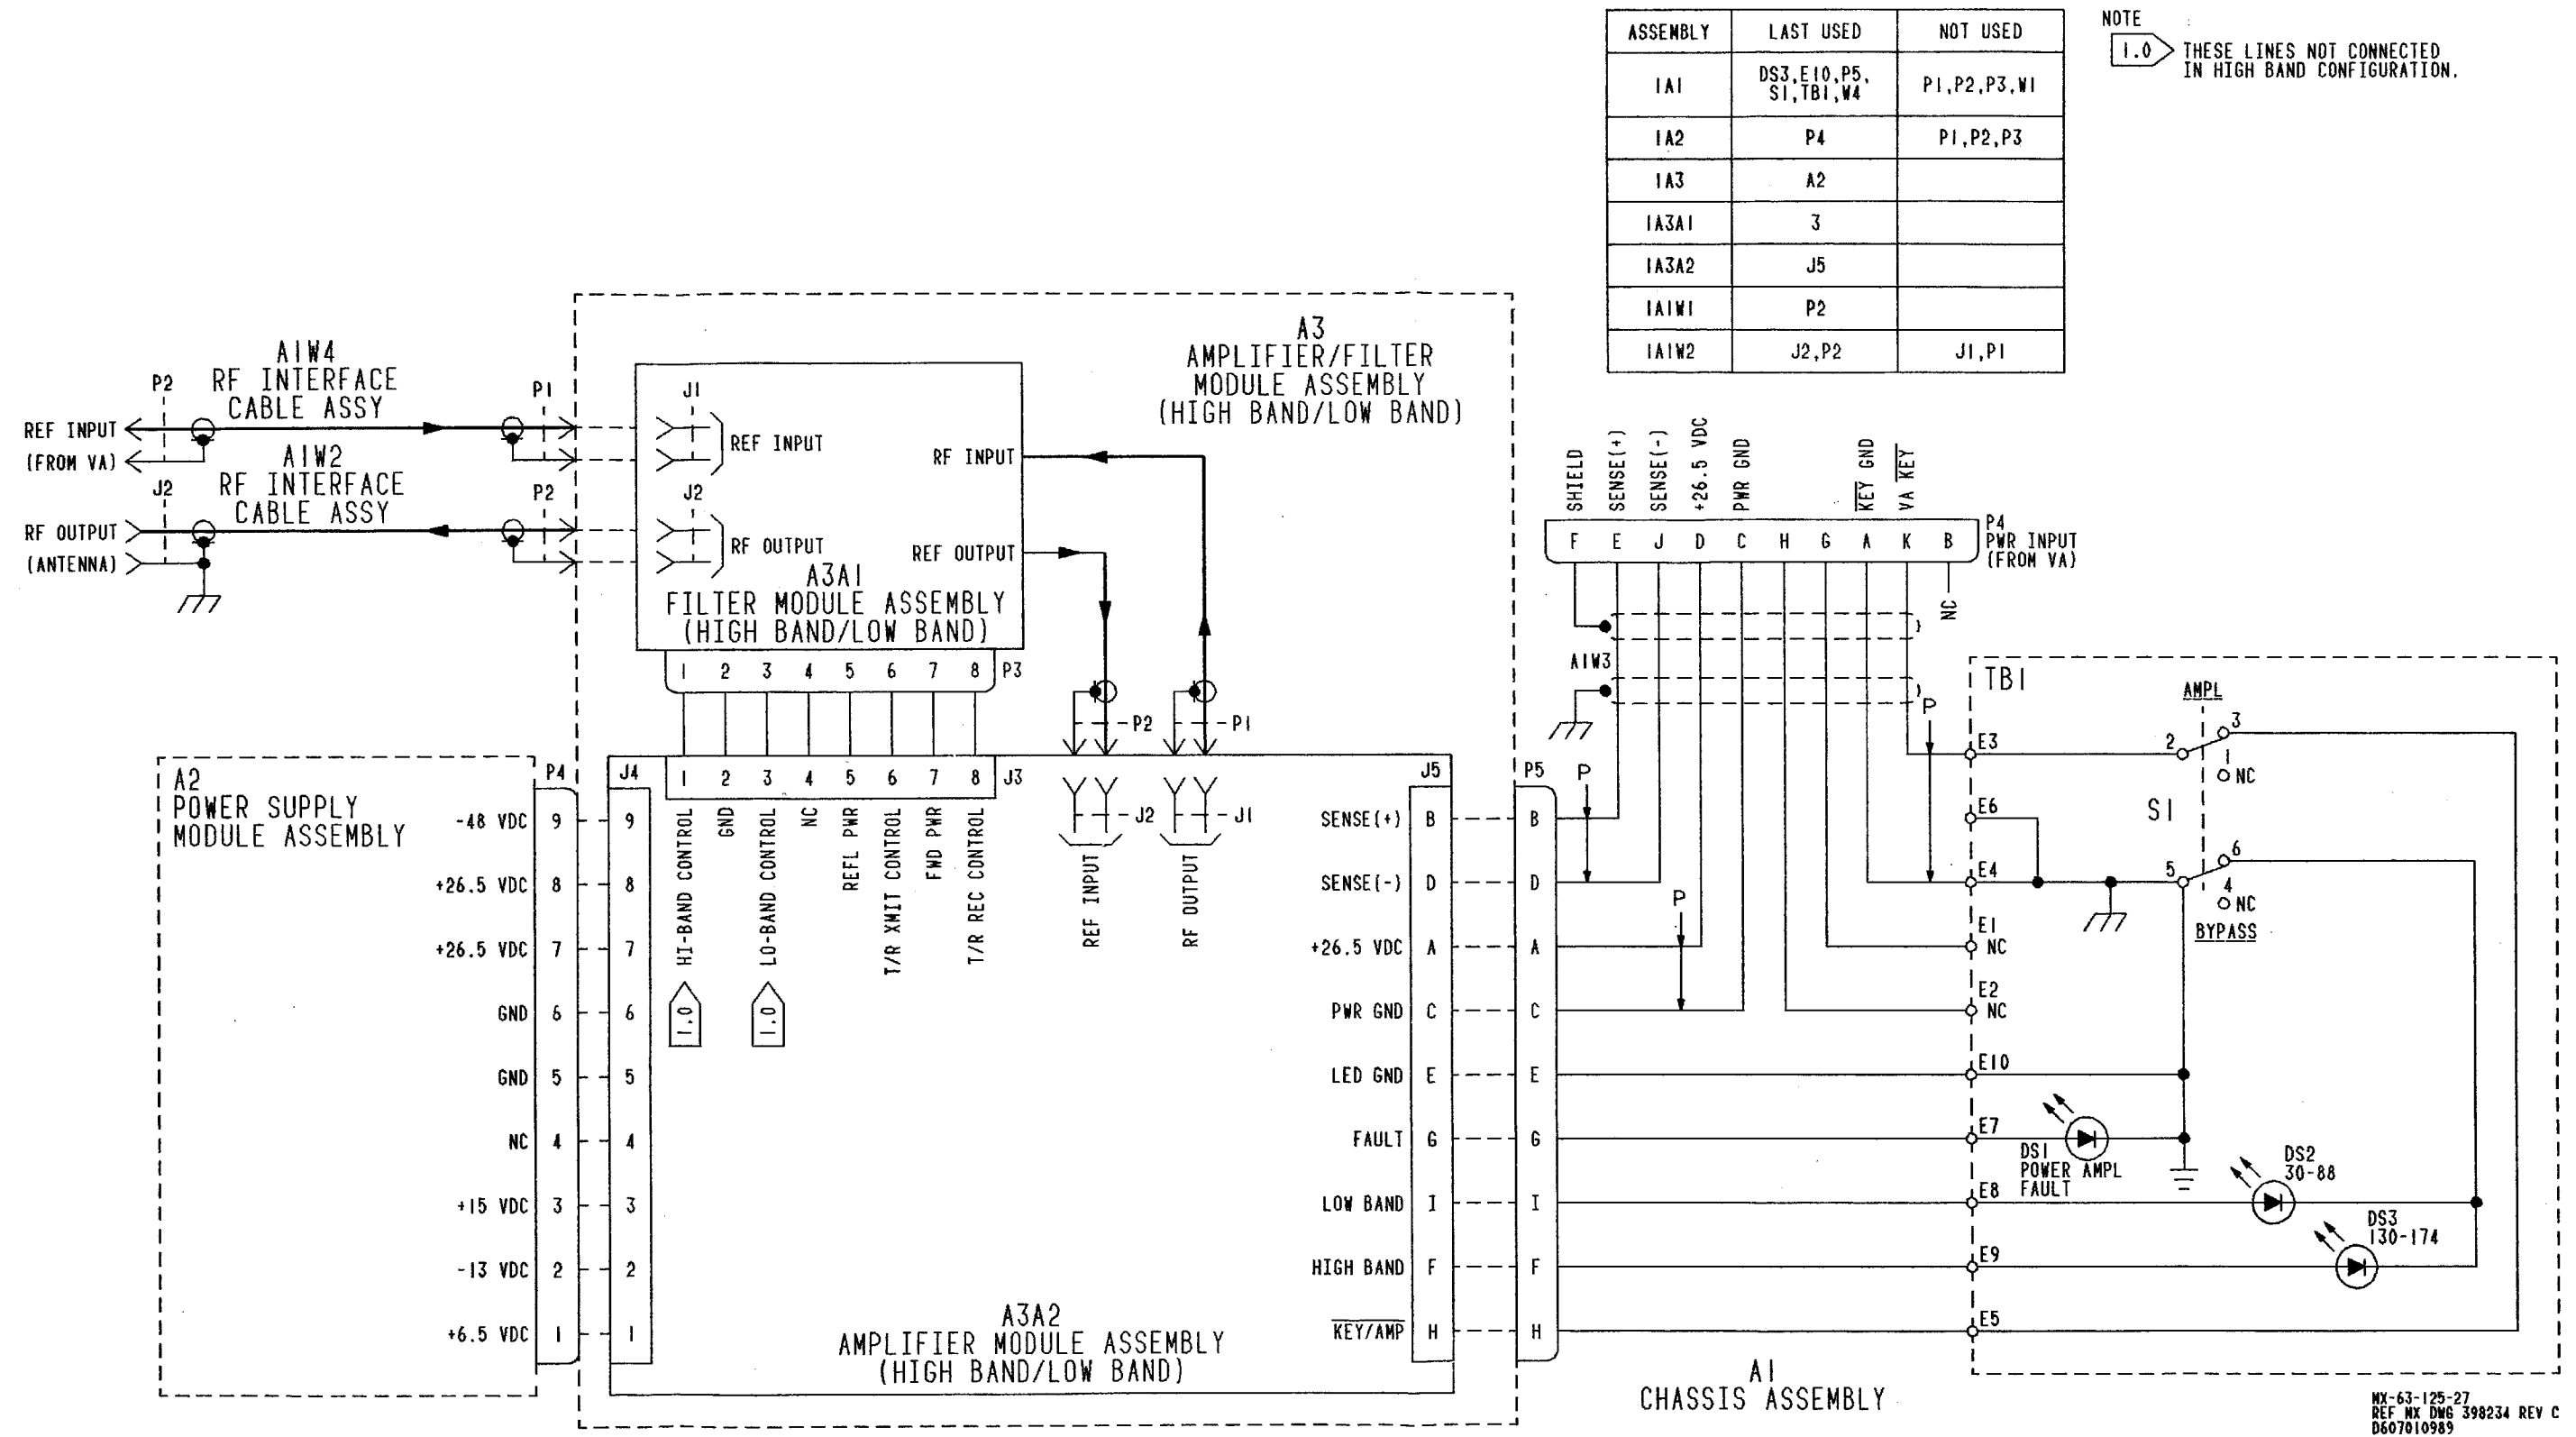 ASSEMBLY LAST USED NOT USED
1A1 DS3,E10,P5, S1,TB1,W4 P1,P2,P3,W1
1A2 P4 P1,P2,P3
1A3 A2
1A3A1 3
1A3A2 J5
1A1W1 P2
1A1W2 J2,P2 J1,P1
NOTE
1.0 THESE LINES NOT CONNECTED
IN HIGH BAND CONFIGURATION.
A1W4
RF INTERFACE
CABLE ASSY
P2
P1
REF INPUT
(FROM VA)
A1W2
RF INTERFACE
CABLE ASSY
J2
P2
RF OUTPUT
(ANTENNA)
A3
AMPLIFIER/FILTER
MODULE ASSEMBLY
(HIGH BAND/LOW BAND)
J1
REF INPUT
J2
RF OUTPUT
RF INPUT
REF OUTPUT
A3A1
FILTER MODULE ASSEMBLY
(HIGH BAND/LOW BAND)
1 2 3 4 5 6 7 8 P3
1 2 3 4 5 6 7 8 J3
HI-BAND CONTROL
GND
LO-BAND CONTROL
NC
REFL PWR
T/R XMIT CONTROL
FWD PWR
T/R REC CONTROL
1.0
1.0
P2
P1
J2
J1
REF INPUT
RF OUTPUT
A2
POWER SUPPLY
MODULE ASSEMBLY
P4 J4
-48 VDC 9 9
+26.5 VDC 8 8
+26.5 VDC 7 7
GND 6 6
GND 5 5
NC 4 4
+15 VDC 3 3
-13 VDC 2 2
+6.5 VDC 1 1
A3A2
AMPLIFIER MODULE ASSEMBLY
(HIGH BAND/LOW BAND)
J5 P5
SENSE(+) B B
SENSE(-) D D
+26.5 VDC A A
PWR GND C C
LED GND E E
FAULT G G
LOW BAND I I
HIGH BAND F F
KEY/AMP H H
SHIELD
SENSE(+)
SENSE(-)
+26.5 VDC
PWR GND
KEY GND
VA KEY
F E J D C H G A K B
P4
PWR INPUT
(FROM VA)
NC
A1W3
P
P
P
TB1
AMPL
E3
2
3
1
NC
E6
S1
E4
5
6
4
NC
BYPASS
E1
NC
E2
NC
E10
E7
DS1
POWER AMPL
FAULT
E8
DS2
30-88
E9
DS3
130-174
E5
A1
CHASSIS ASSEMBLY
MX-63-125-27
REF MX DWG 398234 REV C
D607010989